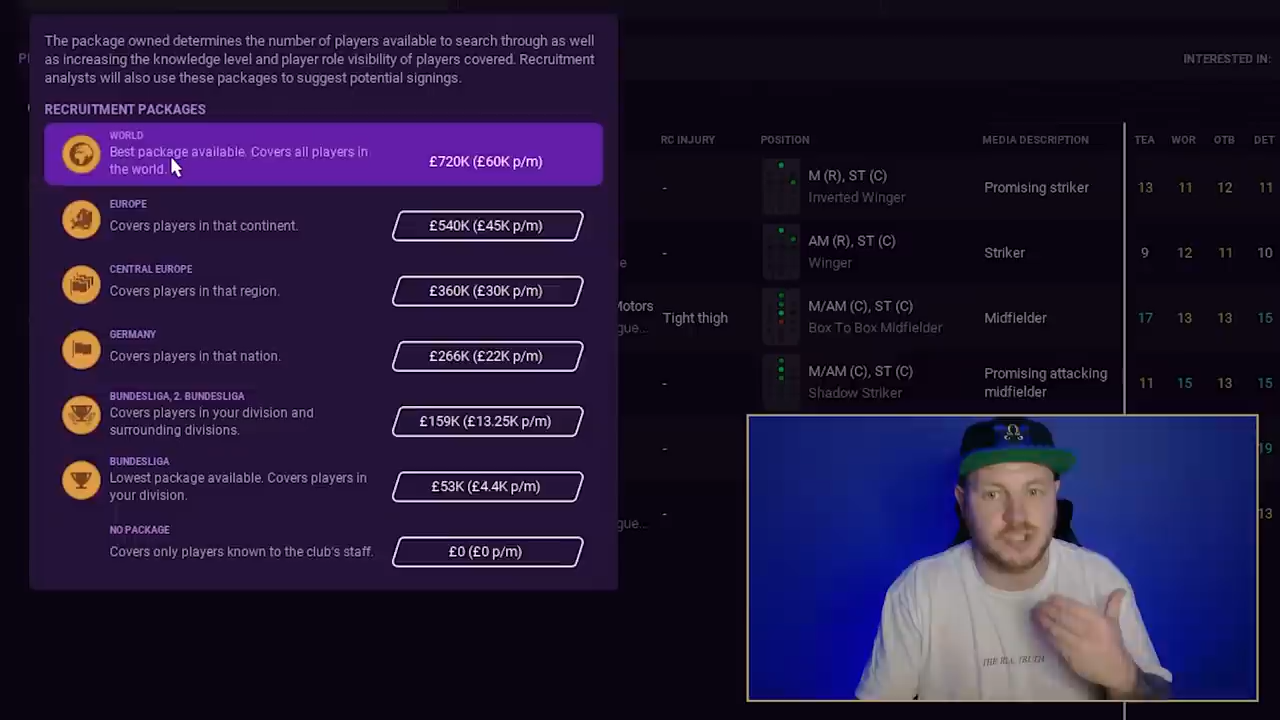 The package owned determines the number of players available to search through as well
as increasing the knowledge level and player role visibility of players covered. Recruitment
analysts will also use these packages to suggest potential signings.
RECRUITMENT PACKAGES
WORLD
Best package available. Covers all players in
the world.
£720K (£60K p/m)
EUROPE
Covers players in that continent.
£540K (£45K p/m)
CENTRAL EUROPE
Covers players in that region.
£360K (£30K p/m)
GERMANY
Covers players in that nation.
£266K (£22K p/m)
BUNDESLIGA, 2. BUNDESLIGA
Covers players in your division and
surrounding divisions.
£159K (£13.25K p/m)
BUNDESLIGA
Lowest package available. Covers players in
your division.
£53K (£4.4K p/m)
NO PACKAGE
Covers only players known to the club's staff.
£0 (£0 p/m)
INTERESTED IN:
RC INJURY POSITION MEDIA DESCRIPTION TEA WOR OTB DET
- M (R), ST (C) Promising striker 13 11 12 11
Inverted Winger
- AM (R), ST (C) Striker 9 12 11 10
Winger
Motors Tight thigh M/AM (C), ST (C) Midfielder 17 13 13 15
gue... Box To Box Midfielder
- M/AM (C), ST (C) Promising attacking midfielder 11 15 13 15
Shadow Striker
- 19
gue... - 13